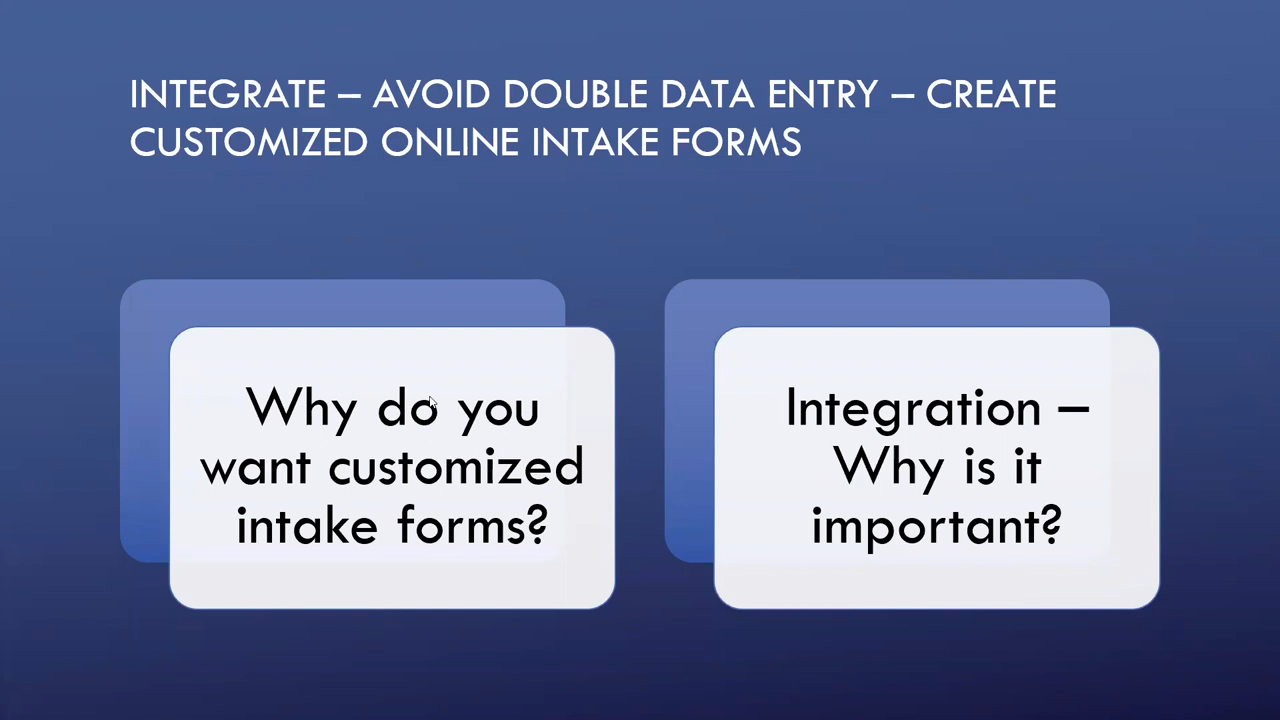 INTEGRATE – AVOID DOUBLE DATA ENTRY – CREATE
CUSTOMIZED ONLINE INTAKE FORMS
Why do you
want customized
intake forms?
Integration –
Why is it
important?